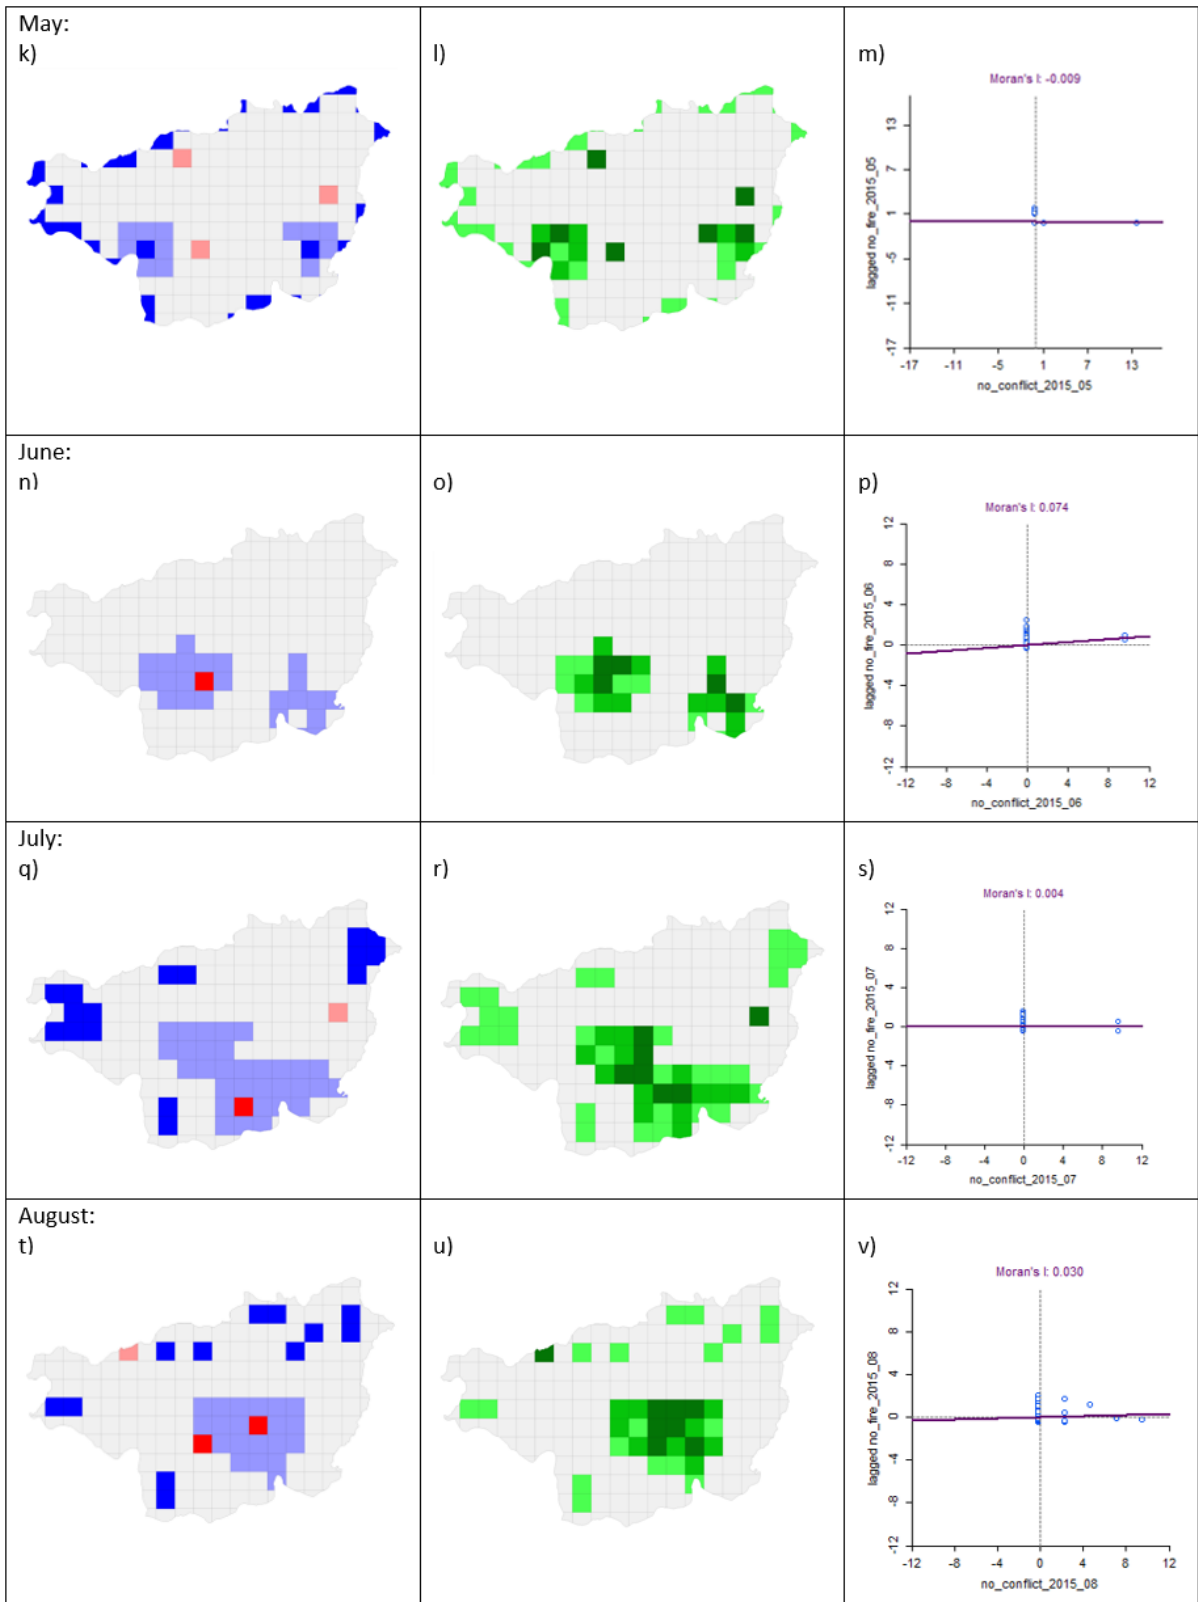 May:
k)
l)
m)
Moran's I: -0.009
lagged no_fire_2015_05
13
7
1
-5
-11
-17
-17 -11 -5 1 7 13
no_conflict_2015_05
June:
n)
o)
p)
Moran's I: 0.074
lagged no_fire_2015_06
12
8
4
0
-4
-8
-12
-12 -8 -4 0 4 8 12
no_conflict_2015_06
July:
q)
r)
s)
Moran's I: 0.004
lagged no_fire_2015_07
12
8
4
0
-4
-8
-12
-12 -8 -4 0 4 8 12
no_conflict_2015_07
August:
t)
u)
v)
Moran's I: 0.030
lagged no_fire_2015_08
12
8
4
0
-4
-8
-12
-12 -8 -4 0 4 8 12
no_conflict_2015_08